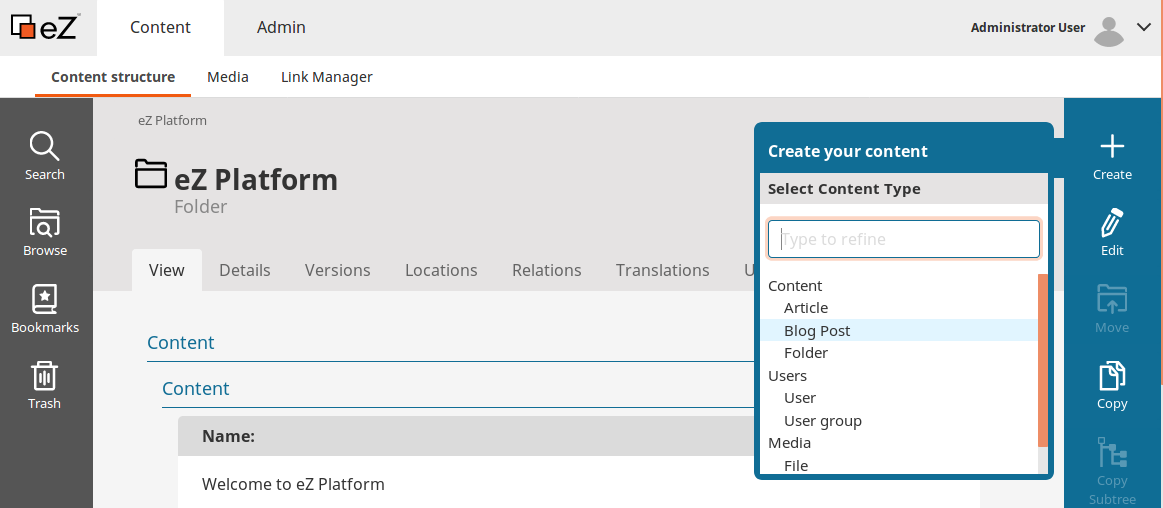 eZ
Content
Admin
Administrator User
Content structure
Media
Link Manager
Search
Browse
Bookmarks
Trash
eZ Platform
eZ Platform
Folder
View
Details
Versions
Locations
Relations
Translations
Content
Content
Name:
Welcome to eZ Platform
Create your content
Select Content Type
Type to refine
Content
Article
Blog Post
Folder
Users
User
User group
Media
File
Create
Edit
Move
Copy
Copy
Subtree